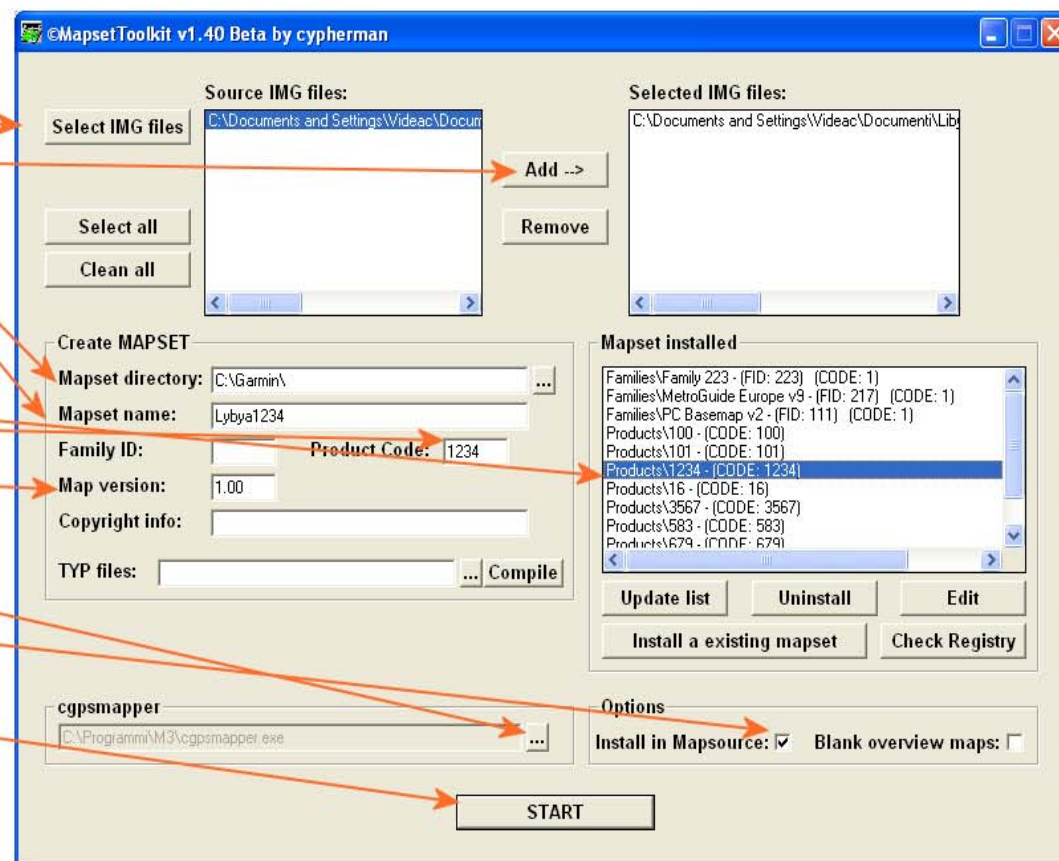 ©MapsetToolkit v1.40 Beta by cypherman
Source IMG files:
Selected IMG files:
Select IMG files
C:\Documents and Settings\Videac\Docum
C:\Documents and Settings\Videac\Documenti\Liby
Add -->
Select all
Remove
Clean all
Create MAPSET
Mapset directory: C:\Garmin\ ...
Mapset name: Lybya1234
Family ID: Product Code: 1234
Map version: 1.00
Copyright info:
TYP files: ... Compile
Mapset installed
Families\Family 223 - (FID: 223) (CODE: 1)
Families\MetroGuide Europe v9 - (FID: 217) (CODE: 1)
Families\PC Basemap v2 - (FID: 111) (CODE: 1)
Products\100 - (CODE: 100)
Products\101 - (CODE: 101)
Products\1234 - (CODE: 1234)
Products\16 - (CODE: 16)
Products\3567 - (CODE: 3567)
Products\583 - (CODE: 583)
Products\679 - (CODE: 679)
Update list Uninstall Edit
Install a existing mapset Check Registry
cgpsmapper
C:\Programmi\M3\cgpsmapper.exe ...
Options
Install in Mapsource: Blank overview maps:
START